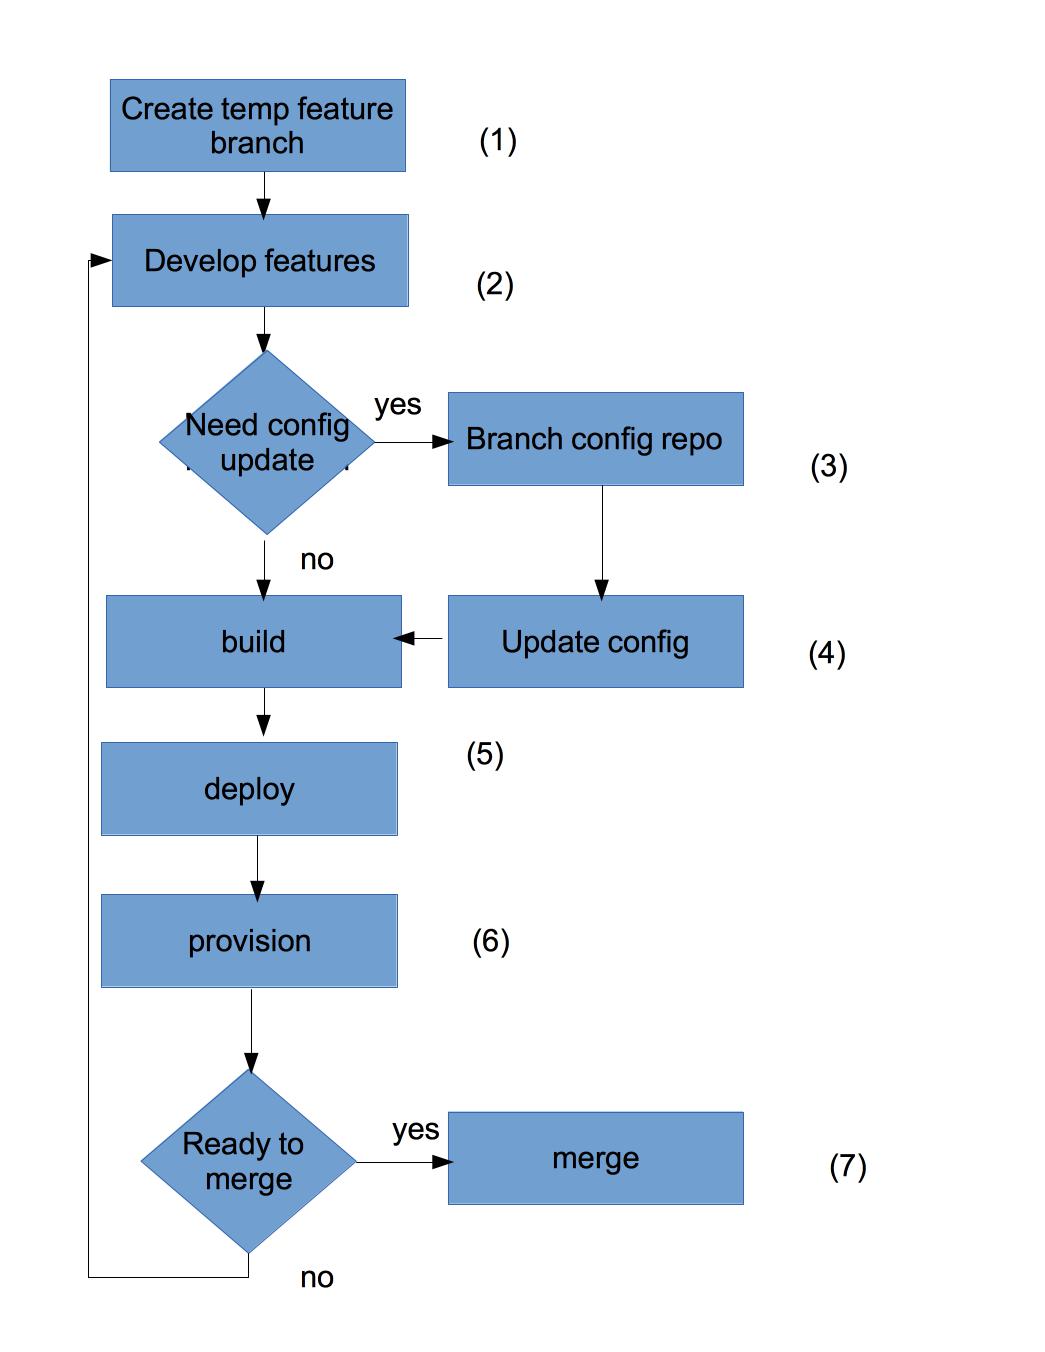 Create temp feature
branch
(1)
Develop features
(2)
Need config
update
yes
Branch config repo
(3)
no
build
Update config
(4)
deploy
(5)
provision
(6)
Ready to
merge
yes
merge
(7)
no